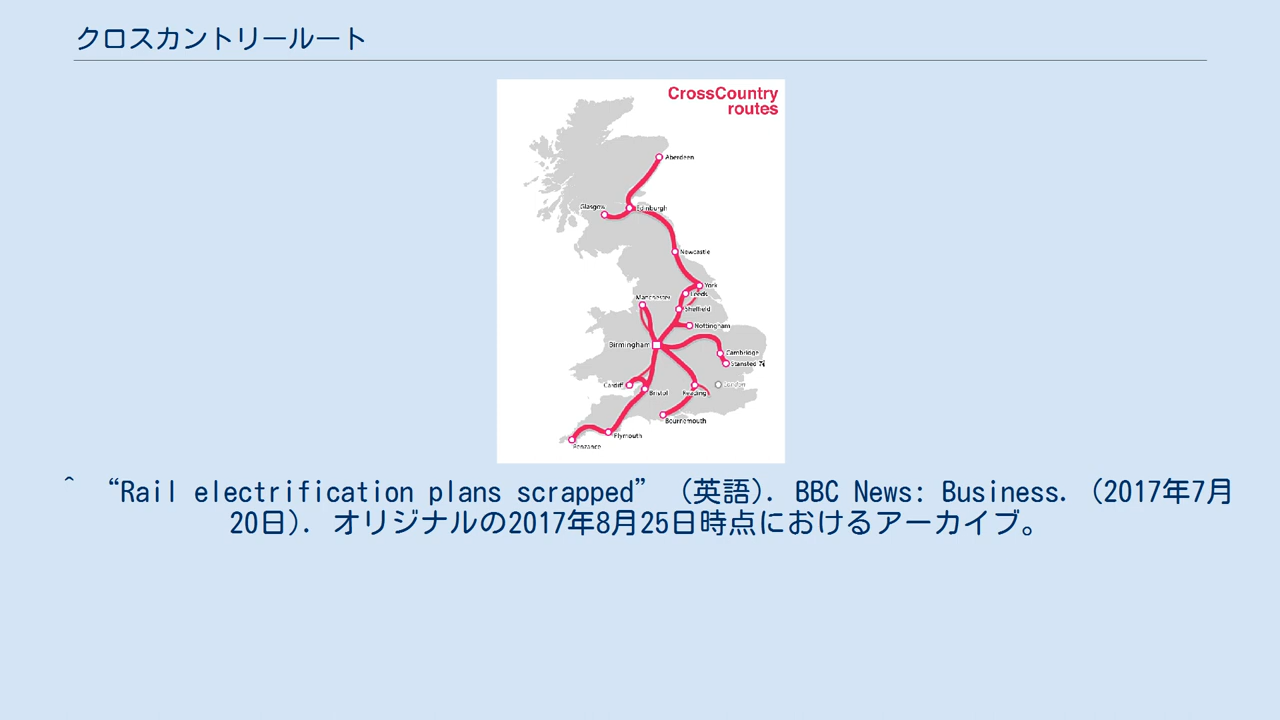 クロスカントリールート
CrossCountry
routes
Aberdeen
Glasgow
Edinburgh
Newcastle
York
Leeds
Manchester
Sheffield
Nottingham
Birmingham
Cambridge
Stansted
Cardiff
London
Bristol
Reading
Bournemouth
Plymouth
Penzance
^ “Rail electrification plans scrapped” (英語). BBC News: Business. (2017年7月
20日). オリジナルの2017年8月25日時点におけるアーカイブ。